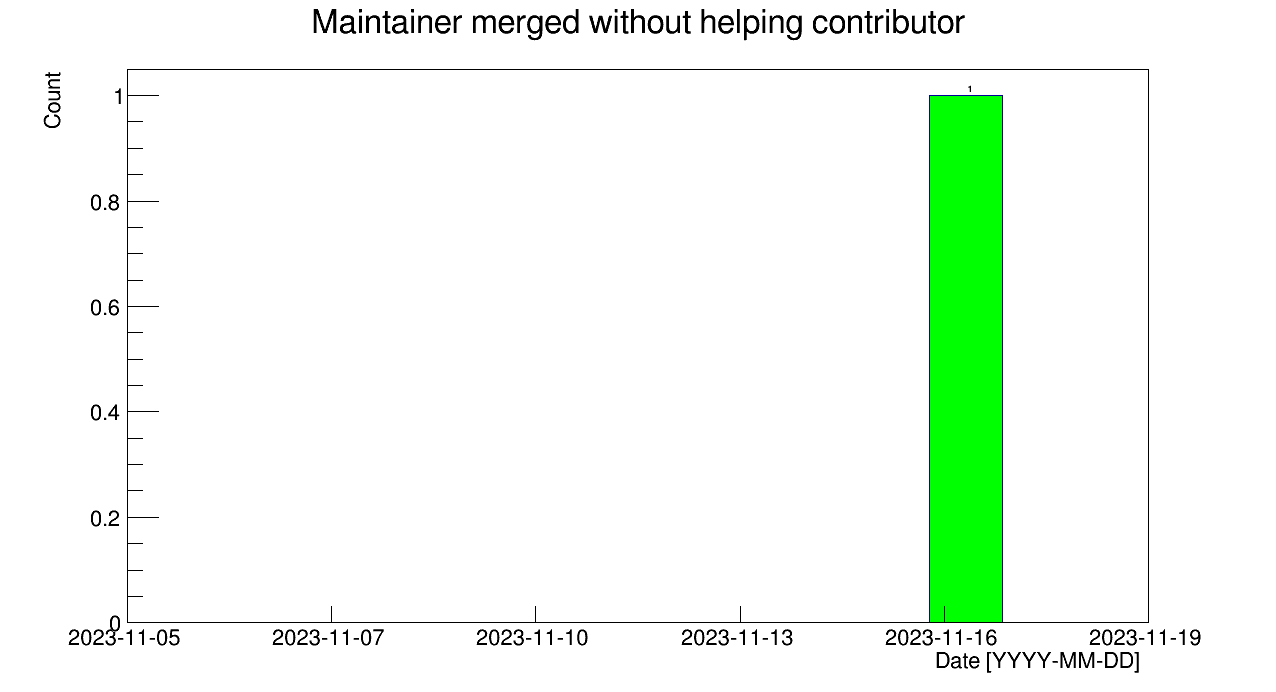 Maintainer merged without helping contributor
Count
1
1
0.8
0.6
0.4
0.2
0
2023-11-05 2023-11-07 2023-11-10 2023-11-13 2023-11-16 2023-11-19
Date [YYYY-MM-DD]